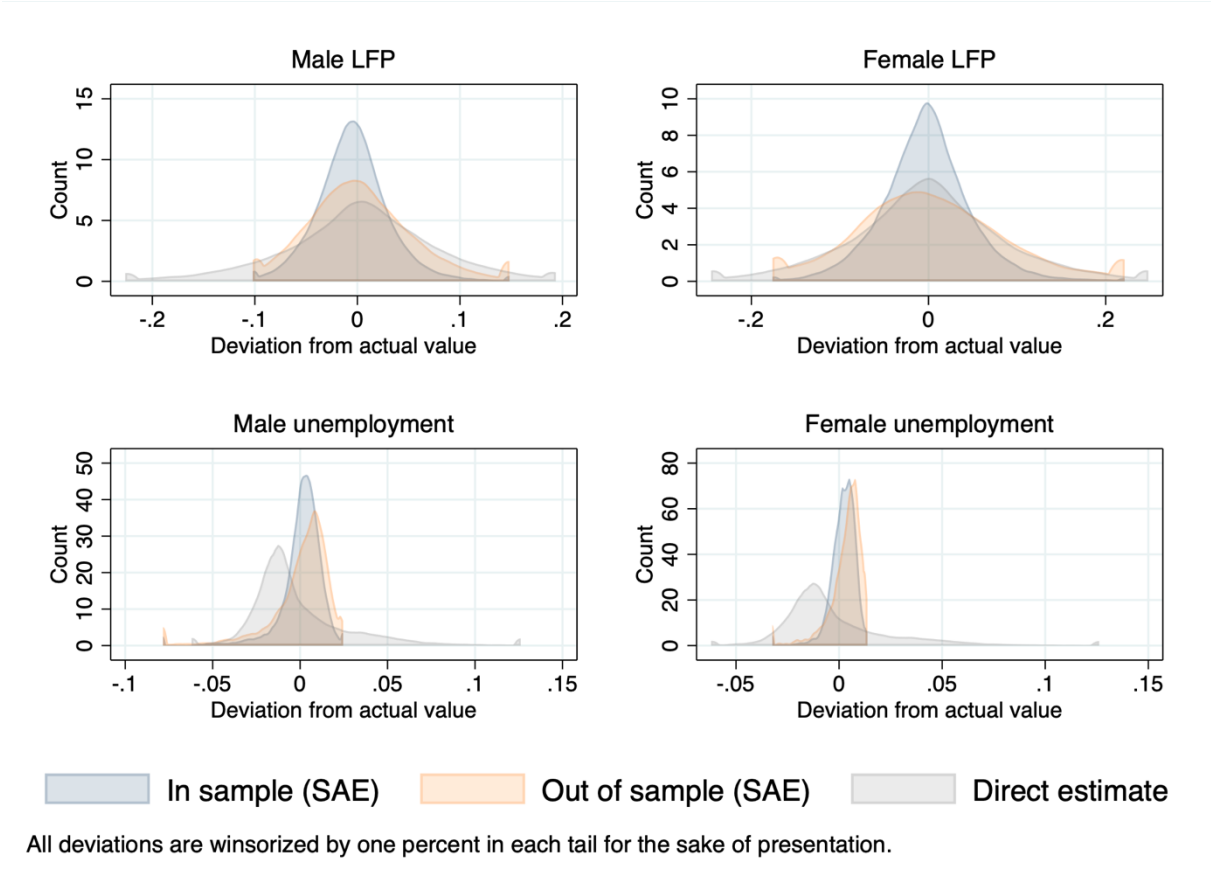 Male LFP
Count
15
10
5
0
-.2 -.1 0 .1 .2
Deviation from actual value
Female LFP
Count
10
8
6
4
2
0
-.2 0 .2
Deviation from actual value
Male unemployment
Count
50
40
30
20
10
0
-.1 -.05 0 .05 .1 .15
Deviation from actual value
Female unemployment
Count
80
60
40
20
0
-.05 0 .05 .1 .15
Deviation from actual value
In sample (SAE) Out of sample (SAE) Direct estimate
All deviations are winsorized by one percent in each tail for the sake of presentation.